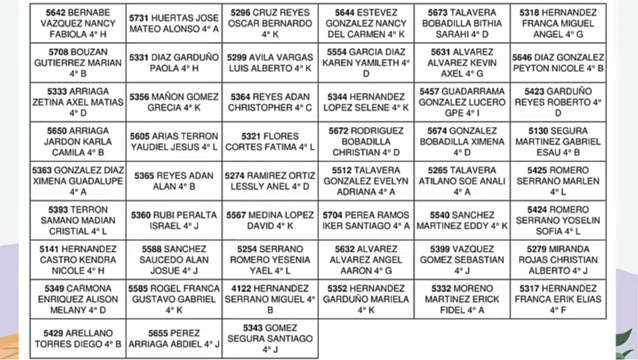 5642 BERNABE
VAZQUEZ NANCY
FABIOLA 4° H
5731 HUERTAS JOSE
MATEO ALONSO 4° A
5296 CRUZ REYES
OSCAR BERNARDO
4° K
5644 ESTEVEZ
GONZALEZ NANCY
DEL CARMEN 4° K
5673 TALAVERA
BOBADILLA BITHIA
SARAHI 4° D
5318 HERNANDEZ
FRANCA MIGUEL
ANGEL 4° G
5708 BOUZAN
GUTIERREZ MARIAN
4° B
5331 DIAZ GARDUÑO
PAOLA 4° H
5299 AVILA VARGAS
LUIS ALBERTO 4° K
5554 GARCIA DIAZ
KAREN YAMILETH 4°
D
5631 ALVAREZ
ALVAREZ KEVIN
AXEL 4° G
5646 DIAZ GONZALEZ
PEYTON NICOLE 4° B
5333 ARRIAGA
ZETINA AXEL MATIAS
4° D
5356 MAÑON GOMEZ
GRECIA 4° K
5364 REYES ADAN
CHRISTOPHER 4° C
5344 HERNANDEZ
LOPEZ SELENE 4° K
5457 GUADARRAMA
GONZALEZ LUCERO
GPE 4° I
5423 GARDUÑO
REYES ROBERTO 4°
D
5650 ARRIAGA
JARDON KARLA
CAMILA 4° B
5605 ARIAS TERRON
YAUDIEL JESUS 4° L
5321 FLORES
CORTES FATIMA 4° L
5672 RODRIGUEZ
BOBADILLA
CHRISTIAN 4° D
5674 GONZALEZ
BOBADILLA XIMENA
4° D
5130 SEGURA
MARTINEZ GABRIEL
ESAU 4° B
5363 GONZALEZ DIAZ
XIMENA GUADALUPE
4° A
5365 REYES ADAN
ALAN 4° B
5274 RAMIREZ ORTIZ
LESSLY ANEL 4° D
5512 TALAVERA
GONZALEZ EVELYN
ADRIANA 4° A
5265 TALAVERA
ATILANO SOE ANALI
4° A
5425 ROMERO
SERRANO MARLEN
4° L
5393 TERRON
SAMANO MADIAN
CRISTIAL 4° L
5360 RUBI PERALTA
ISRAEL 4° J
5567 MEDINA LOPEZ
DAVID 4° K
5704 PEREA RAMOS
IKER SANTIAGO 4° A
5540 SANCHEZ
MARTINEZ EDDY 4° K
5424 ROMERO
SERRANO YOSELIN
SOFIA 4° L
5141 HERNANDEZ
CASTRO KENDRA
NICOLE 4° H
5588 SANCHEZ
SAUCEDO ALAN
JOSUE 4° J
5254 SERRANO
ROMERO YESENIA
YAEL 4° L
5632 ALVAREZ
ALVAREZ ANGEL
AARON 4° G
5399 VAZQUEZ
GOMEZ SEBASTIAN
4° J
5279 MIRANDA
ROJAS CHRISTIAN
ALBERTO 4° J
5349 CARMONA
ENRIQUEZ ALISON
MELANY 4° D
5585 ROGEL FRANCA
GUSTAVO GABRIEL
4° K
4122 HERNANDEZ
SERRANO MIGUEL 4°
B
5352 HERNANDEZ
GARDUÑO MARIELA
4° K
5332 MORENO
MARTINEZ ERICK
FIDEL 4° A
5317 HERNANDEZ
FRANCA ERIK ELIAS
4° F
5429 ARELLANO
TORRES DIEGO 4° B
5655 PEREZ
ARRIAGA ABDIEL 4° J
5343 GOMEZ
SEGURA SANTIAGO
4° J